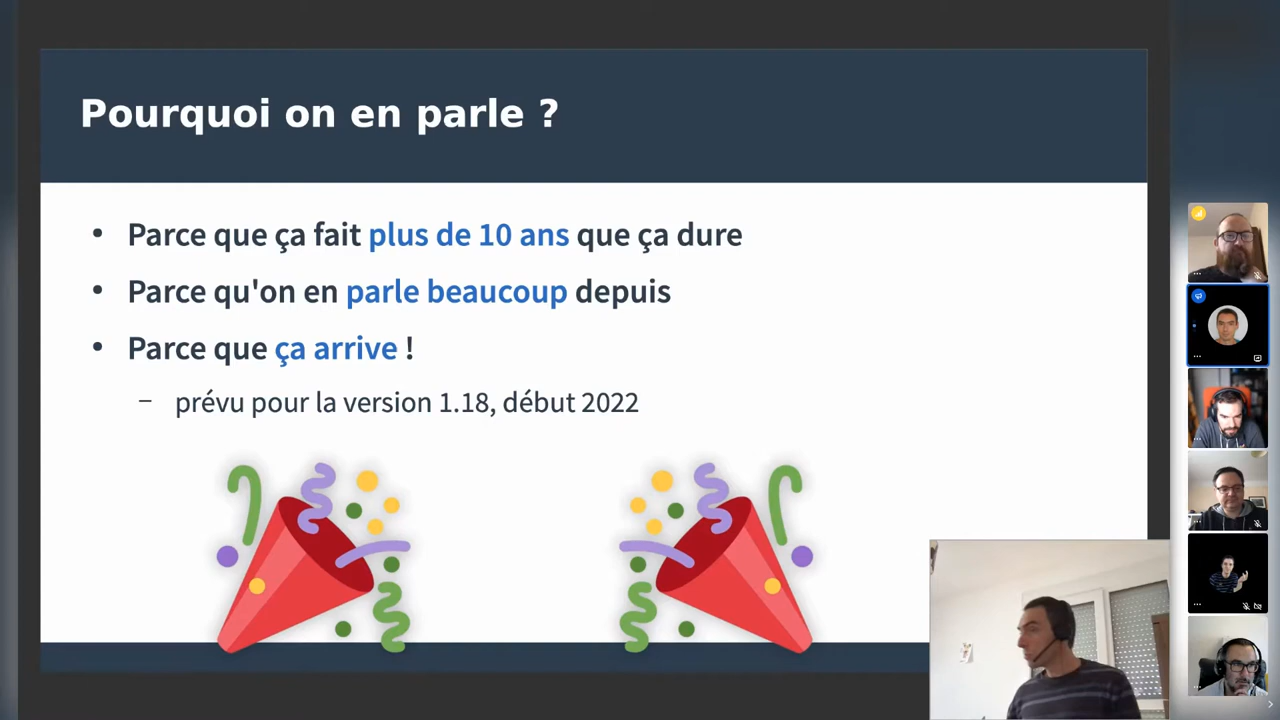 Pourquoi on en parle ?
• Parce que ça fait plus de 10 ans que ça dure
• Parce qu'on en parle beaucoup depuis
• Parce que ça arrive !
– prévu pour la version 1.18, début 2022